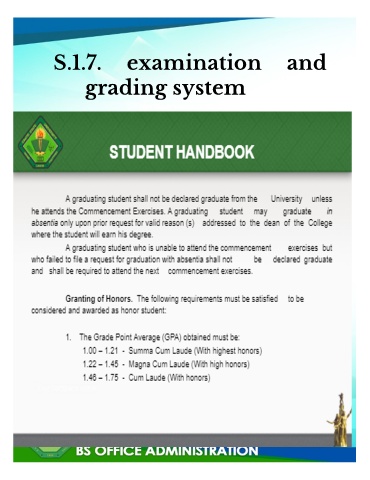 S.1.7. examination and
grading system
STUDENT HANDBOOK
A graduating student shall not be declared graduate from the University unless
he attends the Commencement Exercises. A graduating student may graduate in
absentia only upon prior request for valid reason (s) addressed to the dean of the College
where the student will earn his degree.
A graduating student who is unable to attend the commencement exercises but
who failed to file a request for graduation with absentia shall not be declared graduate
and shall be required to attend the next commencement exercises.
Granting of Honors. The following requirements must be satisfied to be
considered and awarded as honor student:
1. The Grade Point Average (GPA) obtained must be:
1.00 – 1.21 - Summa Cum Laude (With highest honors)
1.22 – 1.45 - Magna Cum Laude (With high honors)
1.46 – 1.75 - Cum Laude (With honors)
BS OFFICE ADMINISTRATION